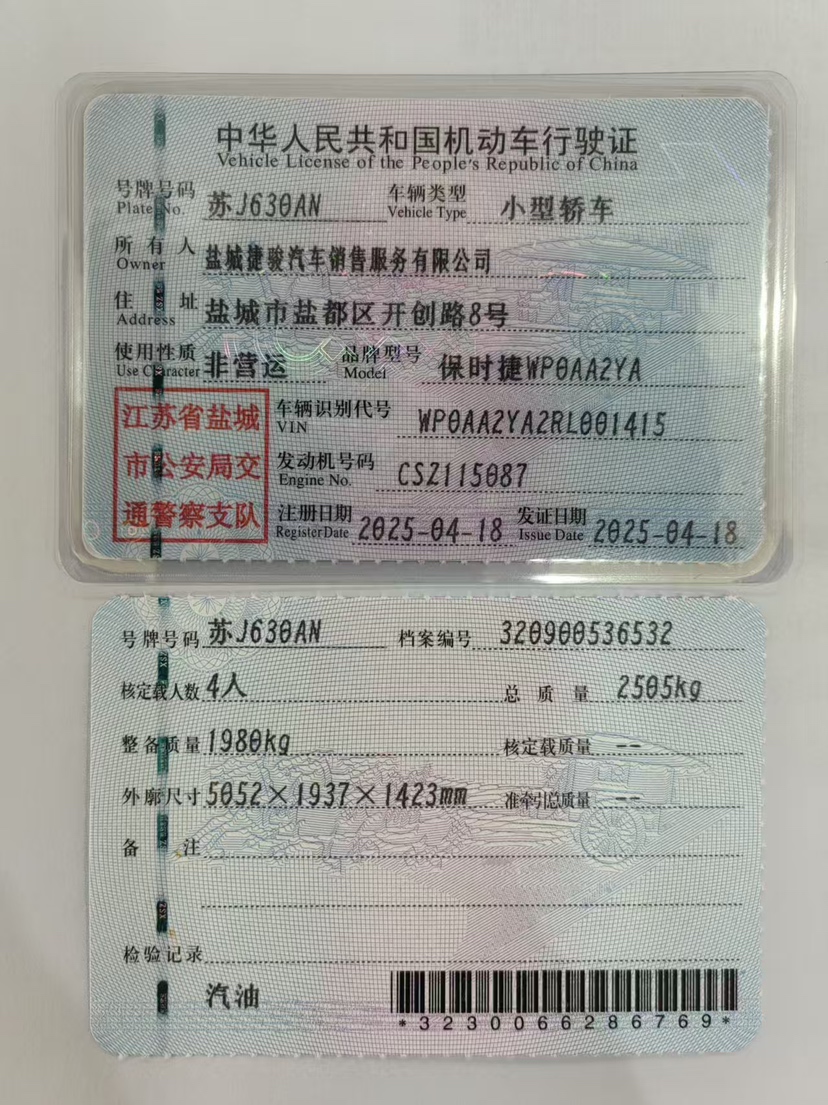 中华人民共和国机动车行驶证
Vehicle License of the People's Republic of China
号牌号码 苏J630AN 车辆类型 小型轿车
Plate No. Vehicle Type
所有人 盐城捷骏汽车销售服务有限公司
Owner
住址 盐城市盐都区开创路8号
Address
使用性质 非营运 品牌型号 保时捷WP0AA2YA
Use Character Model
江苏省盐城
市公安局交
通警察支队
车辆识别代号 WP0AA2YA2RL001415
VIN
发动机号码 CSZ115087
Engine No.
注册日期 2025-04-18 发证日期 2025-04-18
Register Date Issue Date
号牌号码 苏J630AN 档案编号 320900536532
核定载人数 4人 总质量 2505kg
整备质量 1980kg 核定载质量 --
外廓尺寸 5052×1937×1423mm 准牵引总质量 --
备注
检验记录
汽油
*3230066286769*